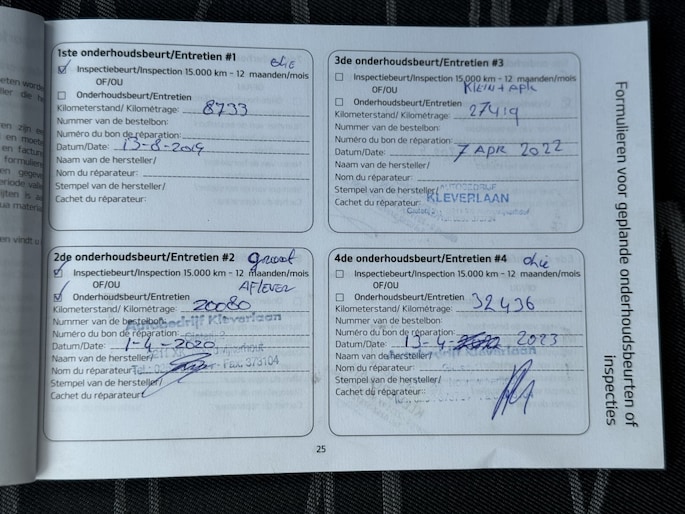 1ste onderhoudsbeurt/Entretien #1
olie
Inspectiebeurt/Inspection 15.000 km - 12 maanden/mois
OF/OU
Onderhoudsbeurt/Entretien
Kilometerstand/ Kilométrage: 8733
Nummer van de bestelbon:
Numéro du bon de réparation:
Datum/Date: 13-8-2019
Naam van hersteller/
Nom du réparateur:
Stempel van hersteller/
Cachet du réparateur:
2de onderhoudsbeurt/Entretien #2 groot
Inspectiebeurt/Inspection 15.000 km - 12 maanden/mois
OF/OU AFLEVER
Onderhoudsbeurt/Entretien
Kilometerstand/ Kilométrage: 20080
Nummer van de bestelbon:
Autobedrijf Kleverlaan
Numéro du bon de réparation:
Datum/Date: 1-4-2020
Naam van hersteller/
Nom du réparateur:
Stempel van hersteller/
Cachet du réparateur:
3de onderhoudsbeurt/Entretien #3
Inspectiebeurt/Inspection 15.000 km - 12 maanden/mois
OF/OU KLEIN + APK
Onderhoudsbeurt/Entretien
Kilometerstand/ Kilométrage: 27419
Nummer van de bestelbon:
Numéro du bon de réparation:
Datum/Date: 7 APR 2022
Naam van hersteller/
Nom du réparateur:
AUTOBEDRIJF
Stempel van de hersteller/
KLEVERLAAN
Cachet du réparateur:
4de onderhoudsbeurt/Entretien #4 olie
Inspectiebeurt/Inspection 15.000 km - 12 maanden/mois
OF/OU
Onderhoudsbeurt/Entretien
Kilometerstand/ Kilométrage: 32436
Nummer van de bestelbon:
Numéro du bon de réparation:
Datum/Date: 13-4- 2023
Naam van de hersteller/
Kleverlaan
Nom du réparateur:
Stempel van de hersteller/
Cachet du réparateur:
Formulieren voor geplande onderhoudsbeurten of
inspecties
25